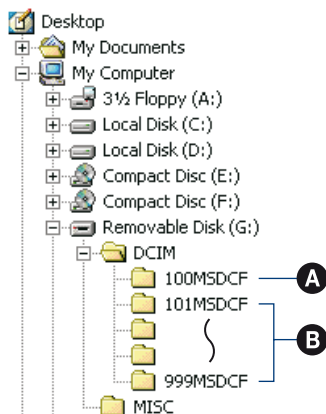 Desktop
My Documents
My Computer
3½ Floppy (A:)
Local Disk (C:)
Local Disk (D:)
Compact Disc (E:)
Compact Disc (F:)
Removable Disk (G:)
DCIM
100MSDCF A
101MSDCF
B
999MSDCF
MISC